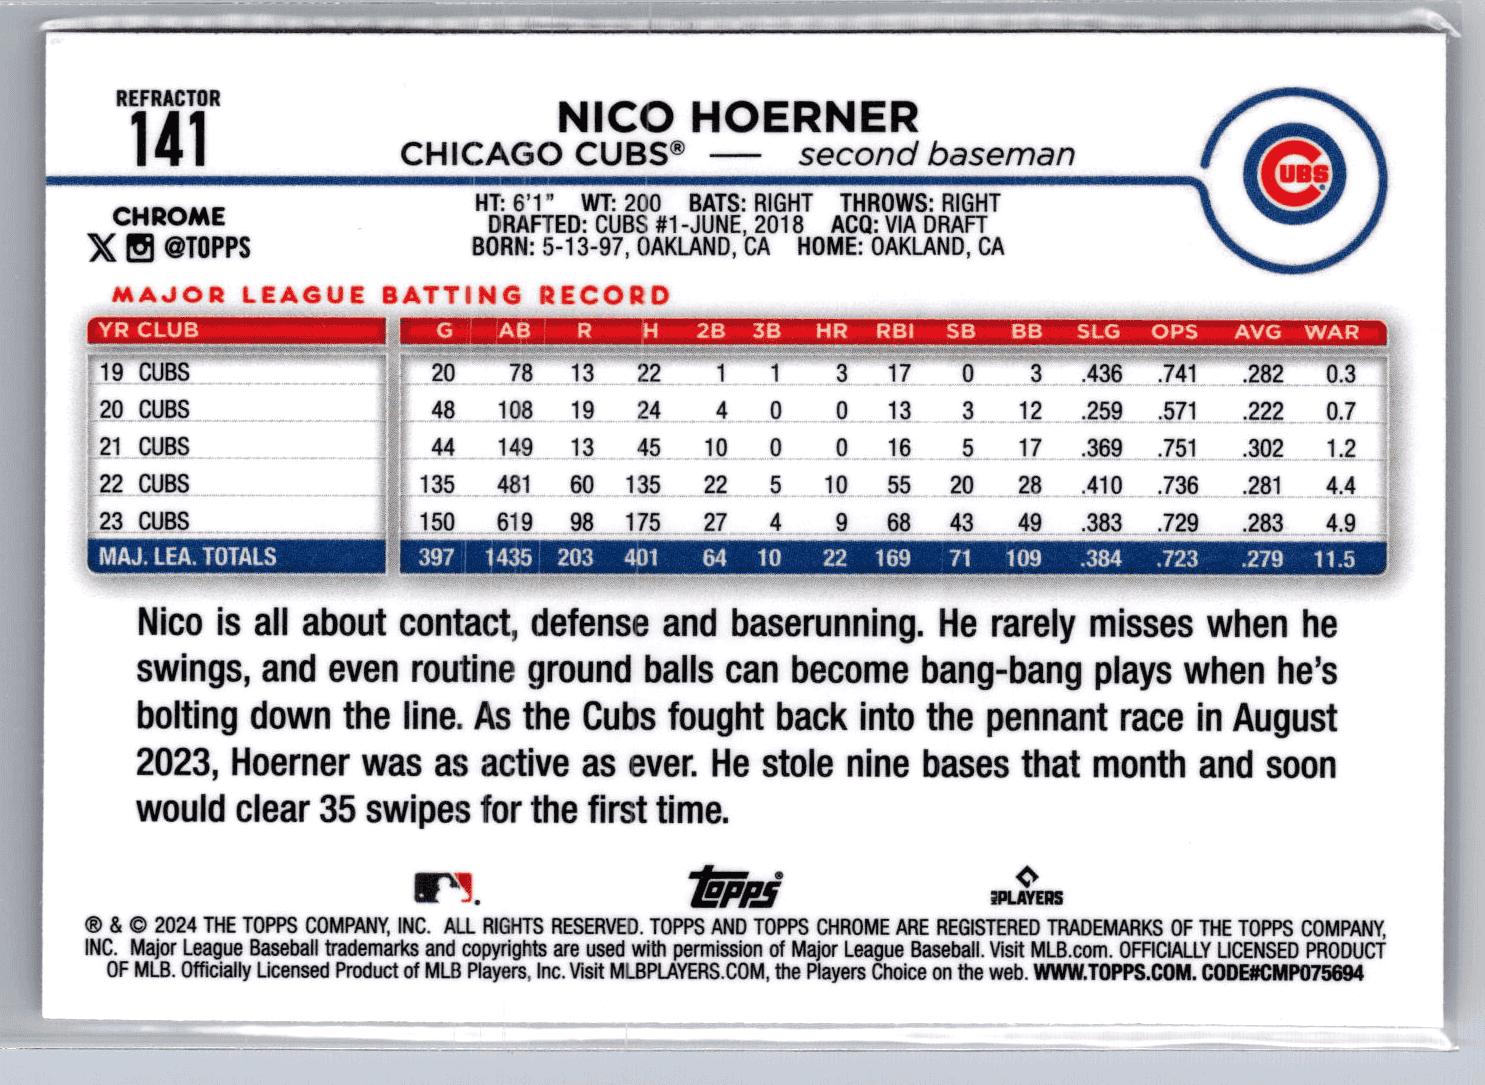 REFRACTOR
141
NICO HOERNER
CHICAGO CUBS® — second baseman
CUBS®
CHROME
@TOPPS
HT: 6'1" WT: 200 BATS: RIGHT THROWS: RIGHT
DRAFTED: CUBS #1-JUNE, 2018 ACQ: VIA DRAFT
BORN: 5-13-97, OAKLAND, CA HOME: OAKLAND, CA
MAJOR LEAGUE BATTING RECORD
YR CLUB G AB R H 2B 3B HR RBI SB BB SLG OPS AVG WAR
19 CUBS 20 78 13 22 1 1 3 17 0 3 .436 .741 .282 0.3
20 CUBS 48 108 19 24 4 0 0 13 3 12 .259 .571 .222 0.7
21 CUBS 44 149 13 45 10 0 0 16 5 17 .369 .751 .302 1.2
22 CUBS 135 481 60 135 22 5 10 55 20 28 .410 .736 .281 4.4
23 CUBS 150 619 98 175 27 4 9 68 43 49 .383 .729 .283 4.9
MAJ. LEA. TOTALS 397 1435 203 401 64 10 22 169 71 109 .384 .723 .279 11.5
Nico is all about contact, defense and baserunning. He rarely misses when he
swings, and even routine ground balls can become bang-bang plays when he's
bolting down the line. As the Cubs fought back into the pennant race in August
2023, Hoerner was as active as ever. He stole nine bases that month and soon
would clear 35 swipes for the first time.
Topps®
MLB PLAYERS
® & © 2024 THE TOPPS COMPANY, INC. ALL RIGHTS RESERVED. TOPPS AND TOPPS CHROME ARE REGISTERED TRADEMARKS OF THE TOPPS COMPANY,
INC. Major League Baseball trademarks and copyrights are used with permission of Major League Baseball. Visit MLB.com. OFFICIALLY LICENSED PRODUCT
OF MLB. Officially Licensed Product of MLB Players, Inc. Visit MLBPLAYERS.COM, the Players Choice on the web. WWW.TOPPS.COM. CODE#CMP075694